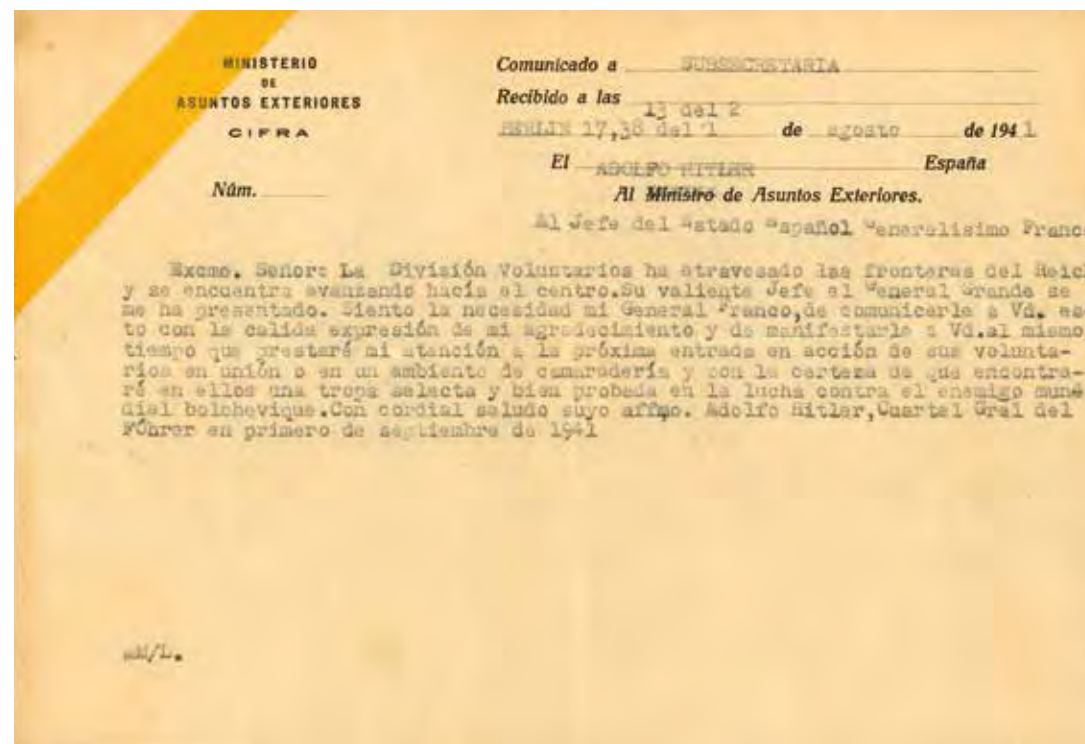 MINISTERIO
DE
ASUNTOS EXTERIORES
CIFRA
Núm.
Comunicado a SUBSECRETARIA
Recibido a las 13 del 2
BERLIN 17,38 del 1 de agosto de 1941
El ADOLFO HITLER España
Al Ministro de Asuntos Exteriores.
Al Jefe del Estado Español Generalisimo Franco
Excmo. Señor: La División Voluntarios ha atravesado las fronteras del Reich
y se encuentra avanzando hacia el centro.Su valiente Jefe el General Grande se
me ha presentado. Siento la necesidad mi General Franco,de comunicarle a Vd. es-
to con la calida expresión de mi agradecimiento y de manifestarle a Vd.al mismo
tiempo que prestaré mi atención a la próxima entrada en acción de sus volunta-
rios en unión o en un ambiente de camaradería y con la certeza de que encontra-
ré en ellos una tropa selecta y bien probada en la lucha contra el enemigo mun-
dial bolchevique.Con cordial saludo suyo affmo. Adolfo Hitler,Cuartel Gral del
Führer en primero de septiembre de 1941
/L.